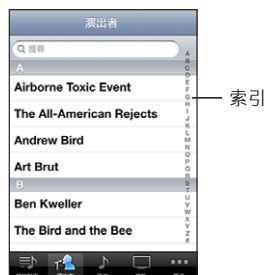 演出者
搜尋
A
Airborne Toxic Event
The All-American Rejects
Andrew Bird
Art Brut
B
Ben Kweller
The Bird and the Bee
A
B
C
D
E
F
G
H
I
J
K
L
M
N
O
P
Q
R
S
T
U
V
W
X
Y
Z
#
索引